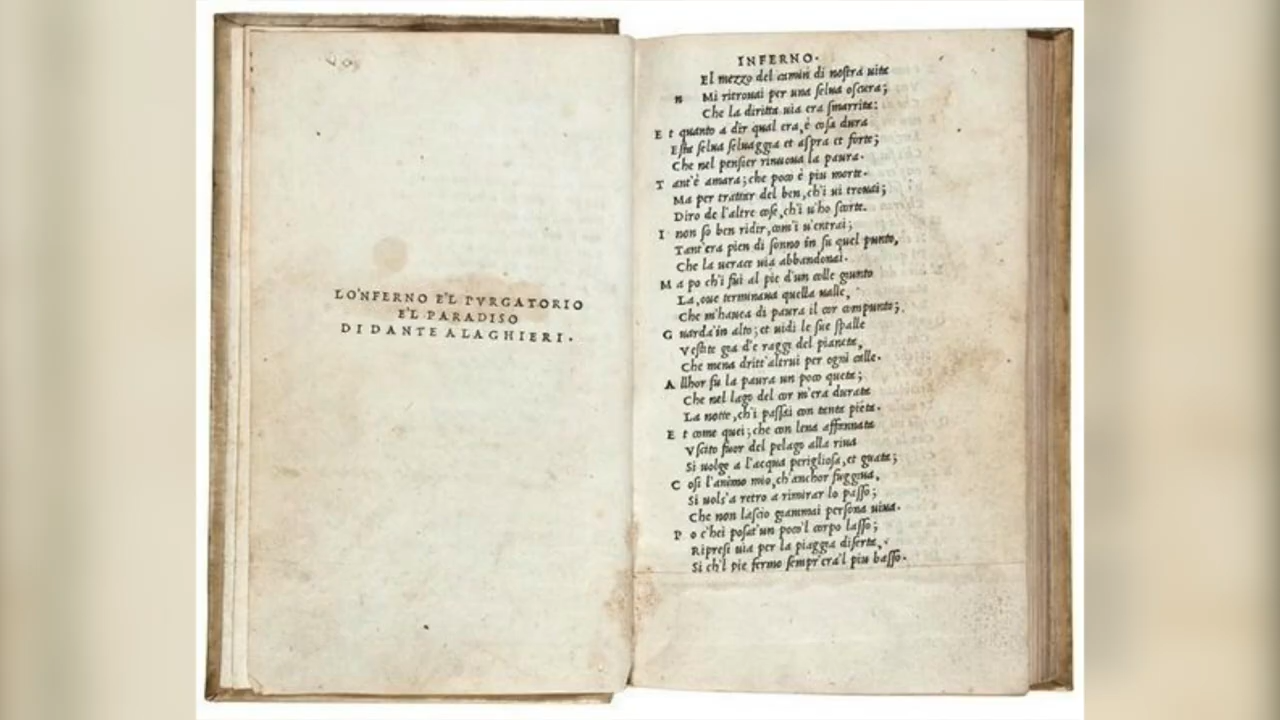 LO'NFERNO E'L PVRGATORIO
E'L PARADISO
DI DANTE ALAGHIERI.
INFERNO.
El mezzo del camin di noſtra uita
n Mi ritrouai per una ſelua oſcura;
Che la diritta uia era ſmarrita:
E t quanto a dir qual era, è coſa dura
Eſta ſelua ſeluaggia et aſpra et forte;
Che nel penſier rinuoua la paura.
T ant'è amara; che poco è piu morte.
Ma per trattar del ben, ch'i ui trouai;
Diro de l'altre coſe, ch'i u'ho ſcorte.
I non ſo ben ridir, com'i u'entrai;
Tant'era pien di ſonno in ſu quel punto,
Che la uerace uia abbandonai.
M a po ch'i fui al pie d'un colle giunto
La, oue terminaua quella ualle,
Che m'hauea di paura il cor compunto;
G uarda'in alto; et uidi le ſue ſpalle
Veſtite gia d'e raggi del pianeta,
Che mena dritt'altrui per ogni calle.
A llhor fu la paura un poco queta;
Che nel lago del cor m'era durata
La notte, ch'i paſſai con tanta pieta.
E t come quei; che con lena affannata
Vſcito fuor del pelago alla riua
Si uolge a l'acqua perigliosa, et guata;
C oſi l'animo mio, ch'anchor fuggiua,
Si uolſ'a retro a rimirar lo paſſo;
Che non laſcio giammai perſona uiua.
P o c'hei poſat'un poco'l corpo laſſo;
Ripreſi uia per la piaggia diſerta,
Si ch'l pie fermo ſempr'era'l piu baſſo.